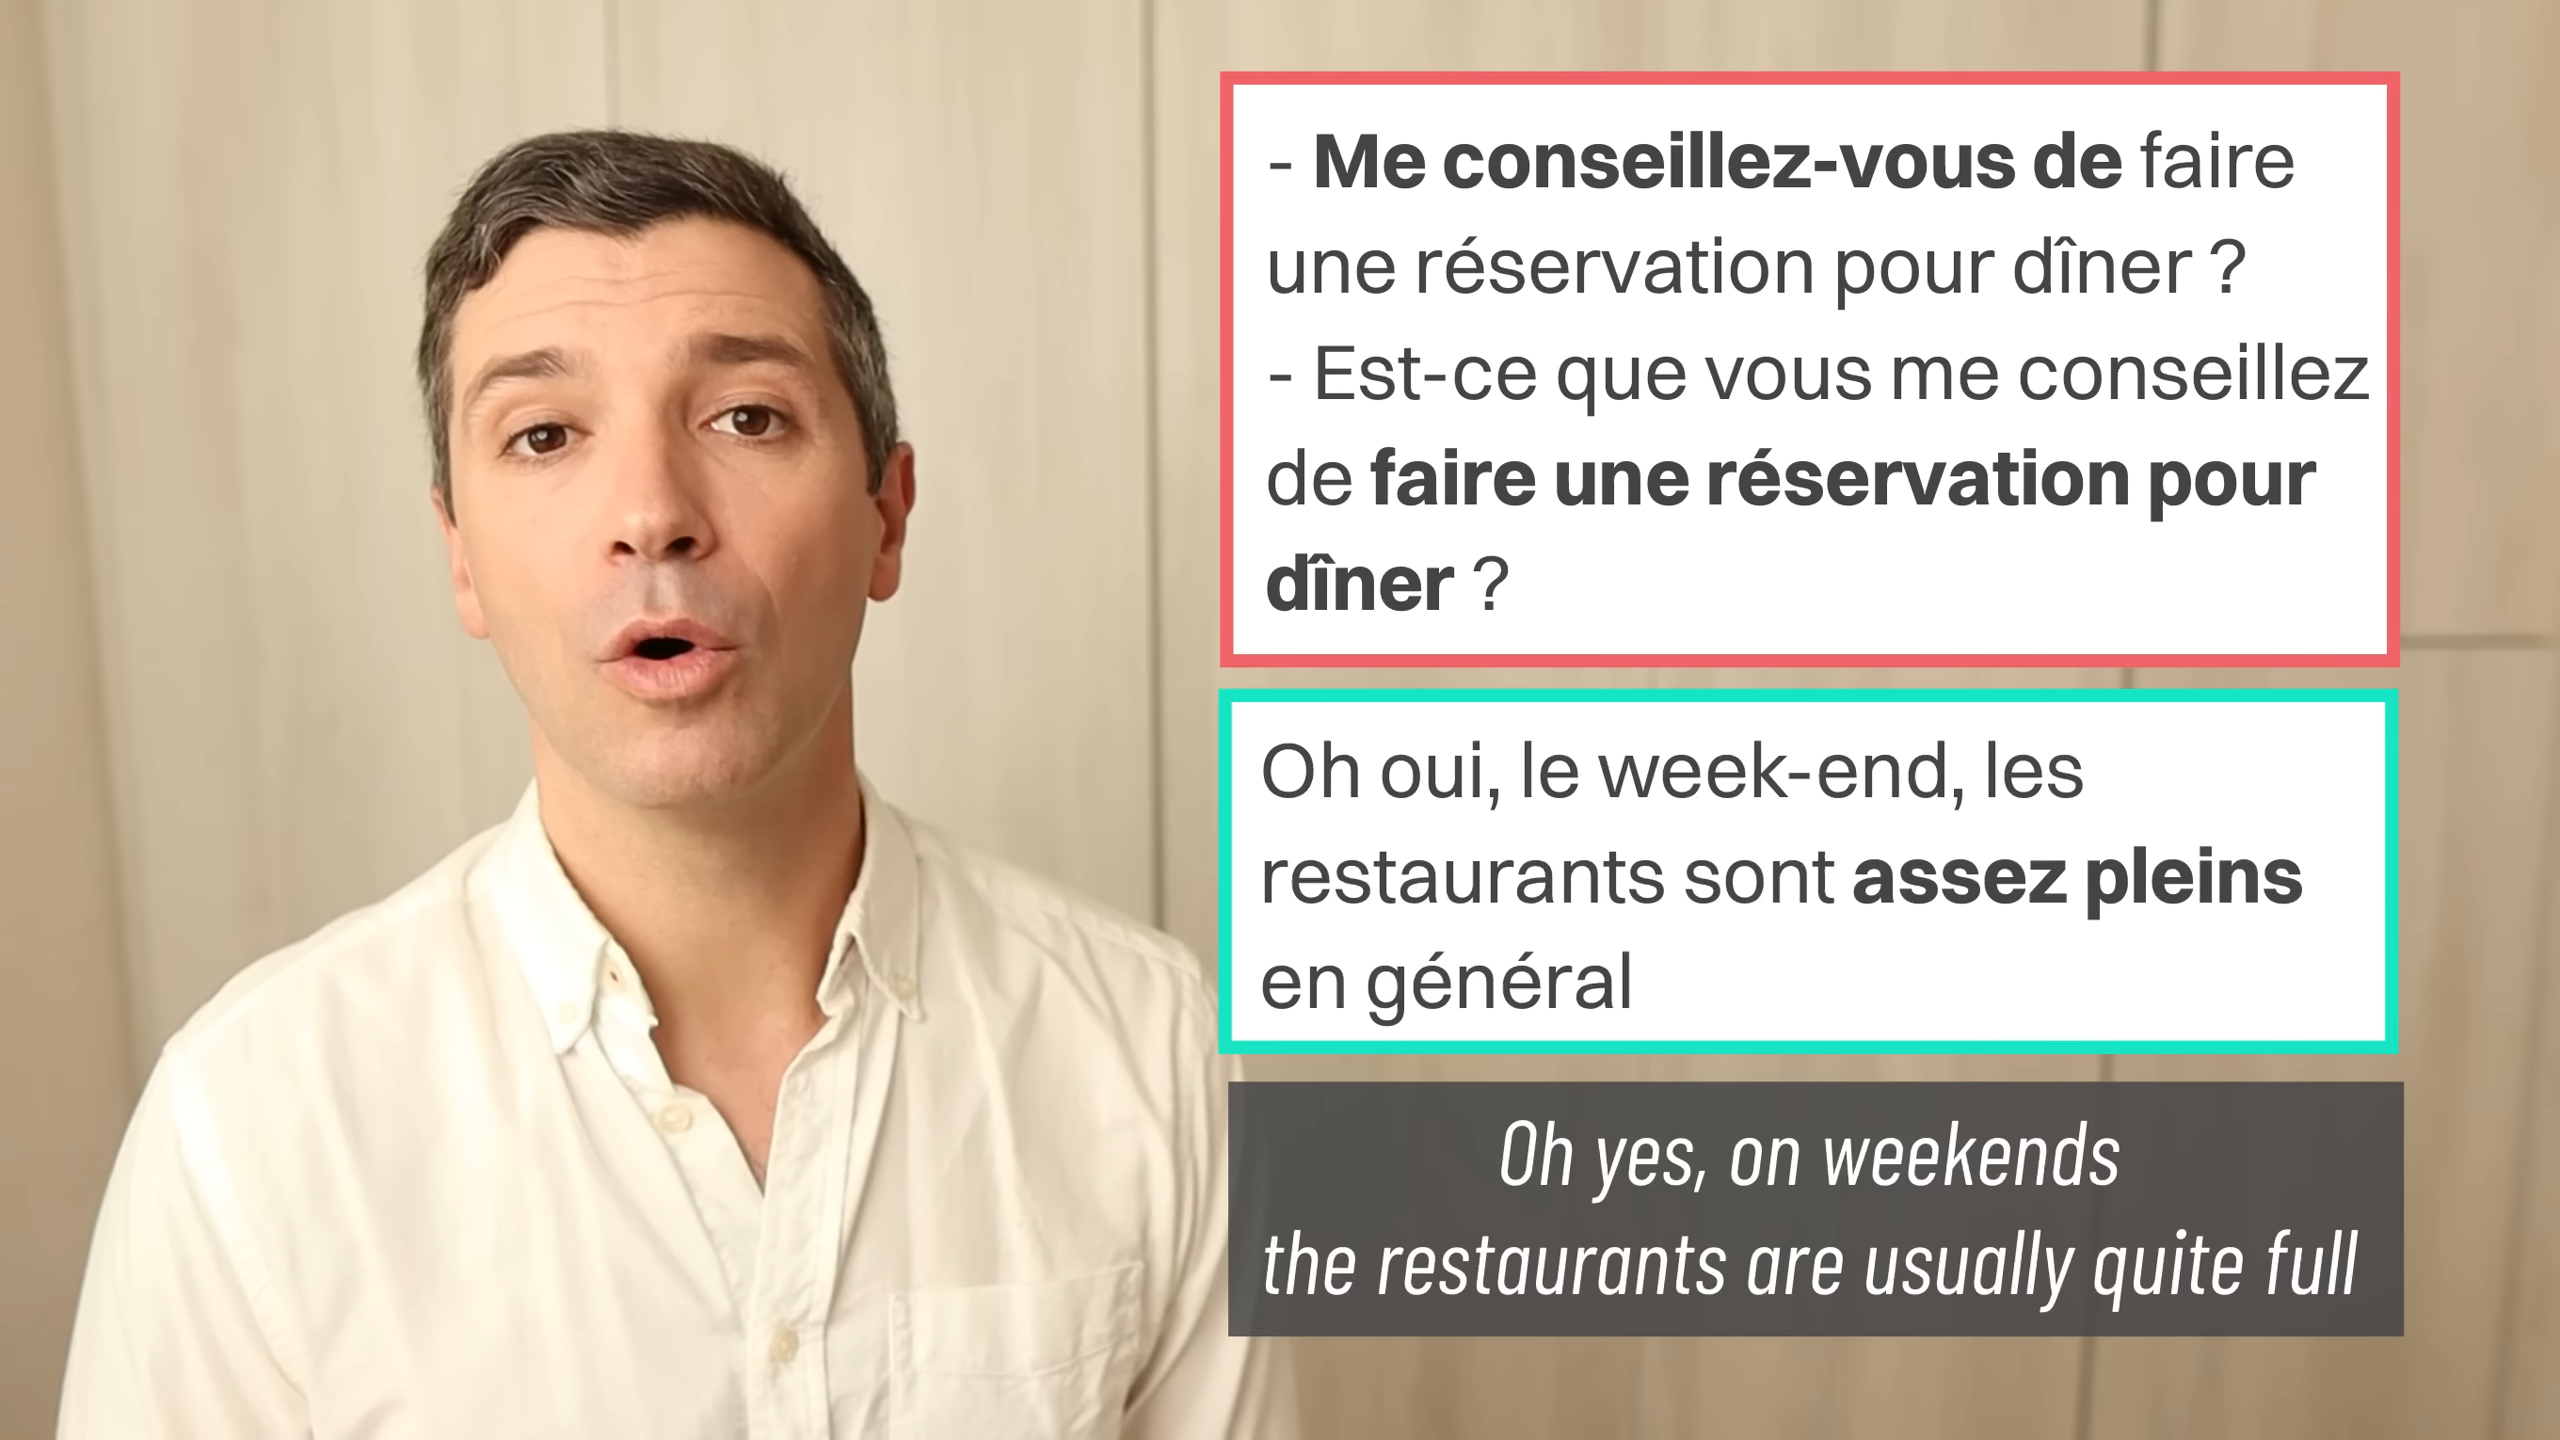 - Me conseillez-vous de faire
une réservation pour dîner ?
- Est-ce que vous me conseillez
de faire une réservation pour
dîner ?
Oh oui, le week-end, les
restaurants sont assez pleins
en général
Oh yes, on weekends
the restaurants are usually quite full